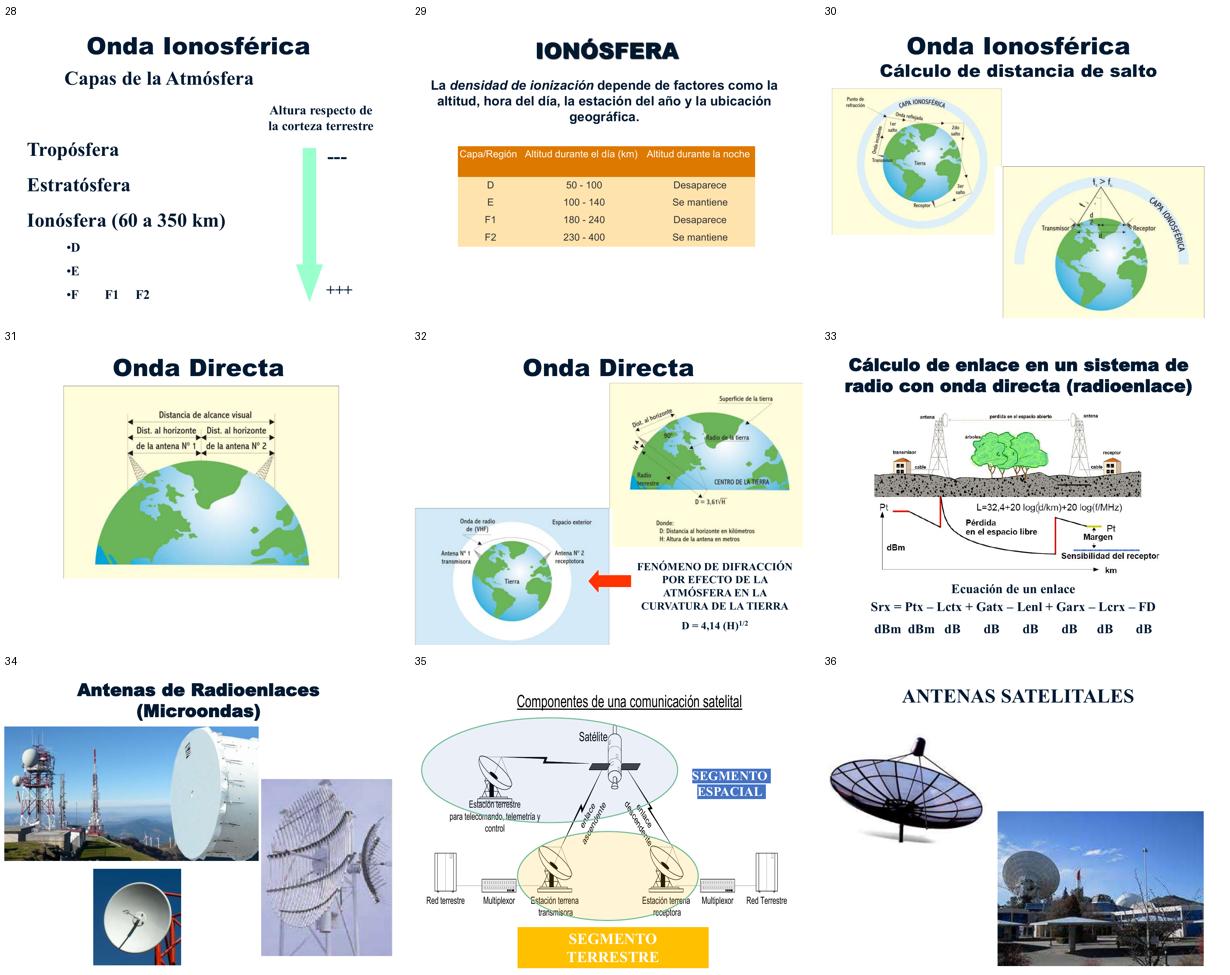 28
Onda Ionosférica
Capas de la Atmósfera
Altura respecto de
la corteza terrestre
Tropósfera
---
Estratósfera
Ionósfera (60 a 350 km)
•D
•E
•F F1 F2
+++
29
IONÓSFERA
La densidad de ionización depende de factores como la
altitud, hora del día, la estación del año y la ubicación
geográfica.
Capa/Región Altitud durante el día (km) Altitud durante la noche
D 50 - 100 Desaparece
E 100 - 140 Se mantiene
F1 180 - 240 Desaparece
F2 230 - 400 Se mantiene
30
Onda Ionosférica
Cálculo de distancia de salto
Punto de
refracción
CAPA IONOSFÉRICA
Onda reflejada
Onda incidente
1er
salto
2do
salto
Transmisor
Tierra
3er
salto
Receptor
CAPA IONOSFÉRICA
Transmisor
Receptor
31
Onda Directa
Distancia de alcance visual
Dist. al horizonte Dist. al horizonte
de la antena N° 1 de la antena N° 2
32
Onda Directa
Superficie de la tierra
Dist. al horizonte
H
90°
Radio de la tierra
Radio
terrestre
CENTRO DE LA TIERRA
D = 3,61√H
Donde:
D: Distancia al horizonte en kilómetros
H: Altura de la antena en metros
Onda de radio
de (VHF)
Espacio exterior
Antena N° 1
transmisora
Antena N° 2
receptotora
Tierra
FENÓMENO DE DIFRACCIÓN
POR EFECTO DE LA
ATMÓSFERA EN LA
CURVATURA DE LA TIERRA
D = 4,14 (H)1/2
33
Cálculo de enlace en un sistema de
radio con onda directa (radioenlace)
antena perdida en el espacio abierto antena
árboles
transmisor
receptor
cable
cable
Pt
L=32,4+20 log(d/km)+20 log(f/MHz)
Pérdida
en el espacio libre
Pt
Margen
dBm
Sensibilidad del receptor
km
Ecuación de un enlace
Srx = Ptx – Lctx + Gatx – Lenl + Garx – Lcrx – FD
dBm dBm dB dB dB dB dB dB
34
Antenas de Radioenlaces
(Microondas)
35
Componentes de una comunicación satelital
Satélite
SEGMENTO
ESPACIAL
Estación terrestre
para telecomando, telemetría y
control
enlace
ascendente
enlace
descendente
Red terrestre
Multiplexor
Estación terrena
transmisora
Estación terrena
receptora
Multiplexor
Red Terrestre
SEGMENTO
TERRESTRE
36
ANTENAS SATELITALES